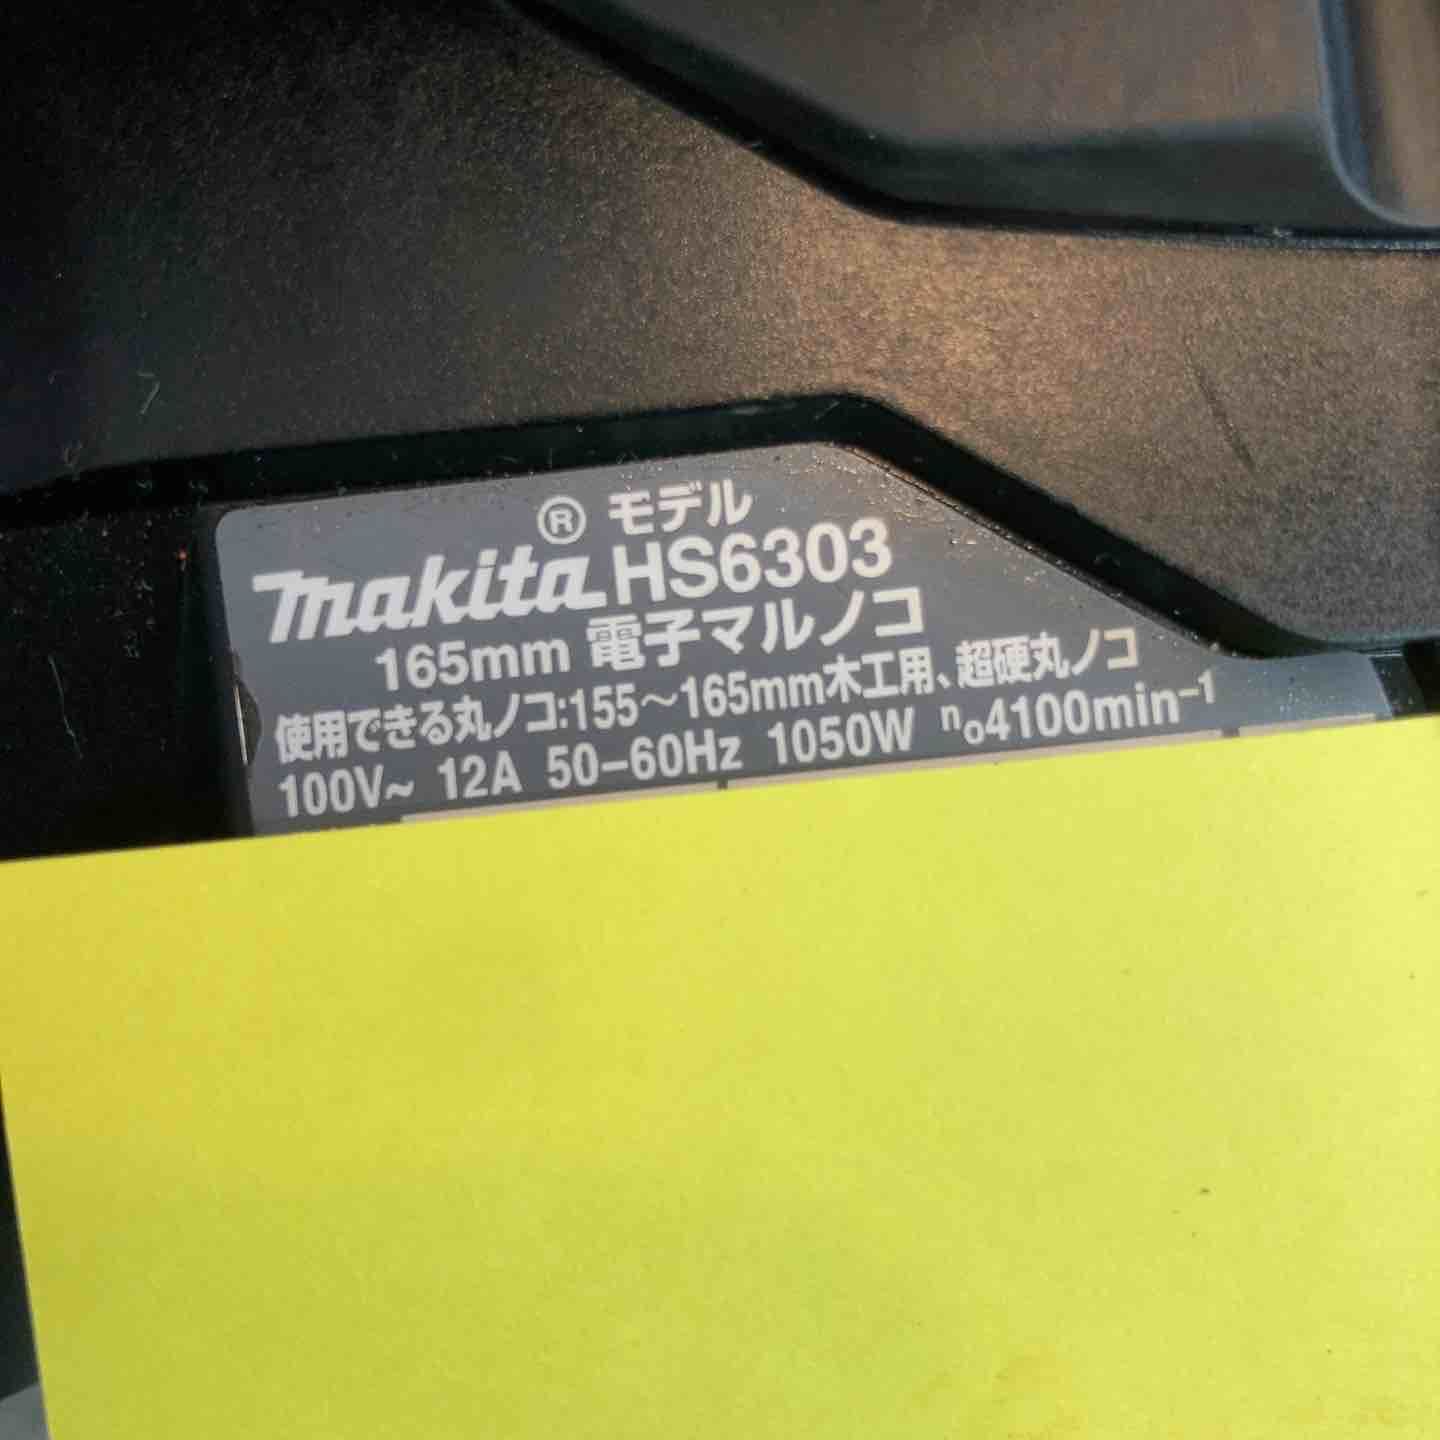 ® モデル
makita HS6303
165mm 電子マルノコ
使用できる丸ノコ:155～165mm木工用、超硬丸ノコ
100V~ 12A 50-60Hz 1050W no4100min-1